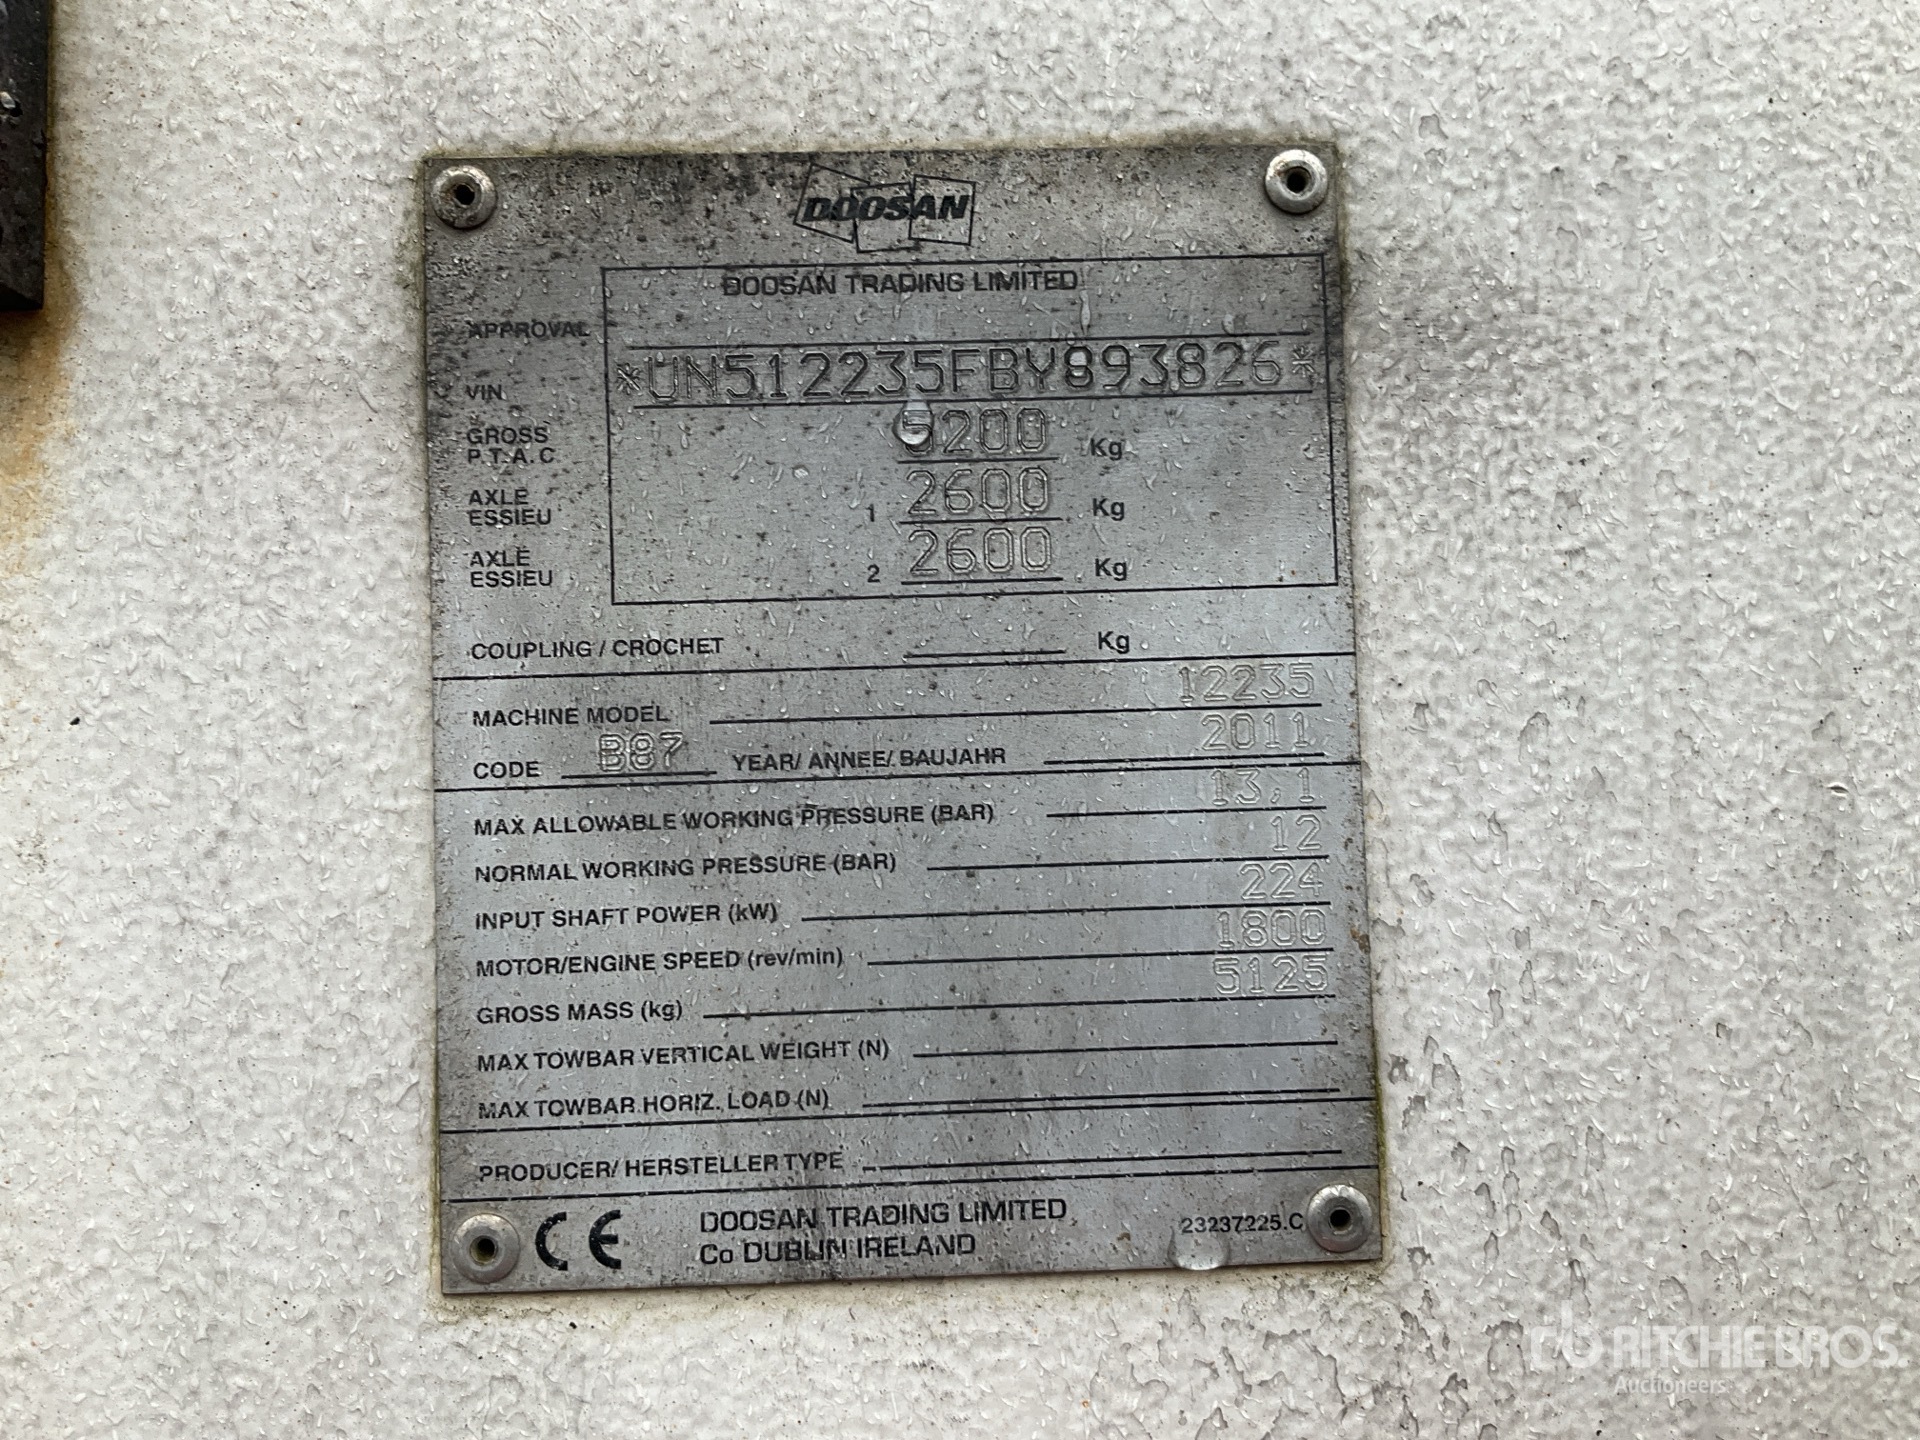 DOOSAN
DOOSAN TRADING LIMITED
APPROVAL
VIN *UN512235FBY893826*
GROSS P.T.A.C 5200 Kg
AXLE ESSIEU 1 2600 Kg
AXLE ESSIEU 2 2600 Kg
COUPLING / CROCHET Kg
MACHINE MODEL 12235
CODE B87 YEAR/ ANNEE/ BAUJAHR 2011
MAX ALLOWABLE WORKING PRESSURE (BAR) 13,1
NORMAL WORKING PRESSURE (BAR) 12
INPUT SHAFT POWER (kW) 224
MOTOR/ENGINE SPEED (rev/min) 1800
GROSS MASS (kg) 5125
MAX TOWBAR VERTICAL WEIGHT (N)
MAX TOWBAR HORIZ. LOAD (N)
PRODUCER/ HERSTELLER TYPE
CE DOOSAN TRADING LIMITED
Co DUBLIN IRELAND
23237225.C
rb RITCHIE BROS.
Auctioneers